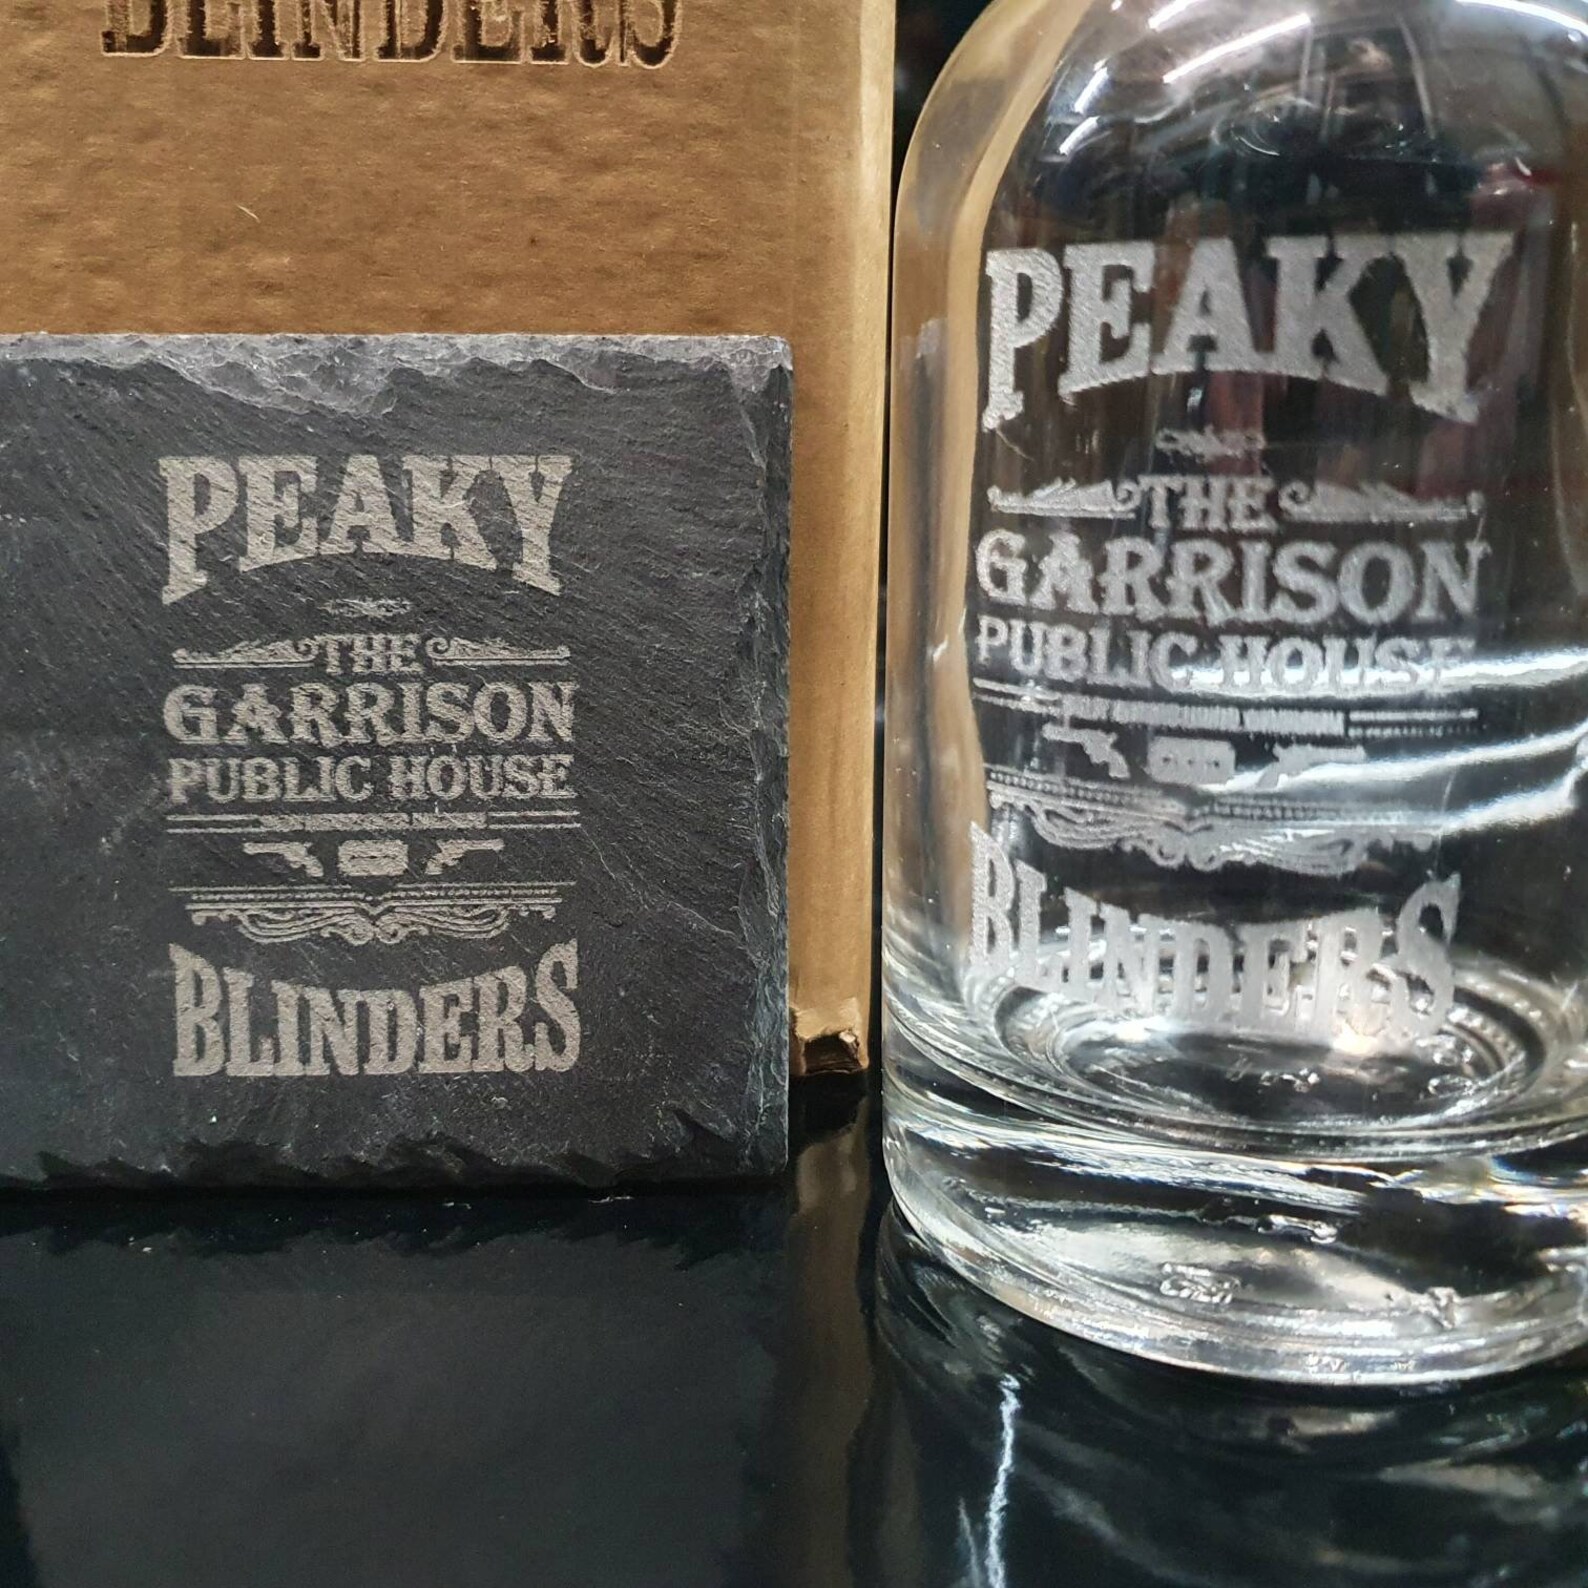 BLINDERS
PEAKY
THE
GARRISON
PUBLIC HOUSE
BLINDERS
PEAKY
THE
GARRISON
PUBLIC HOUSE
BLINDERS